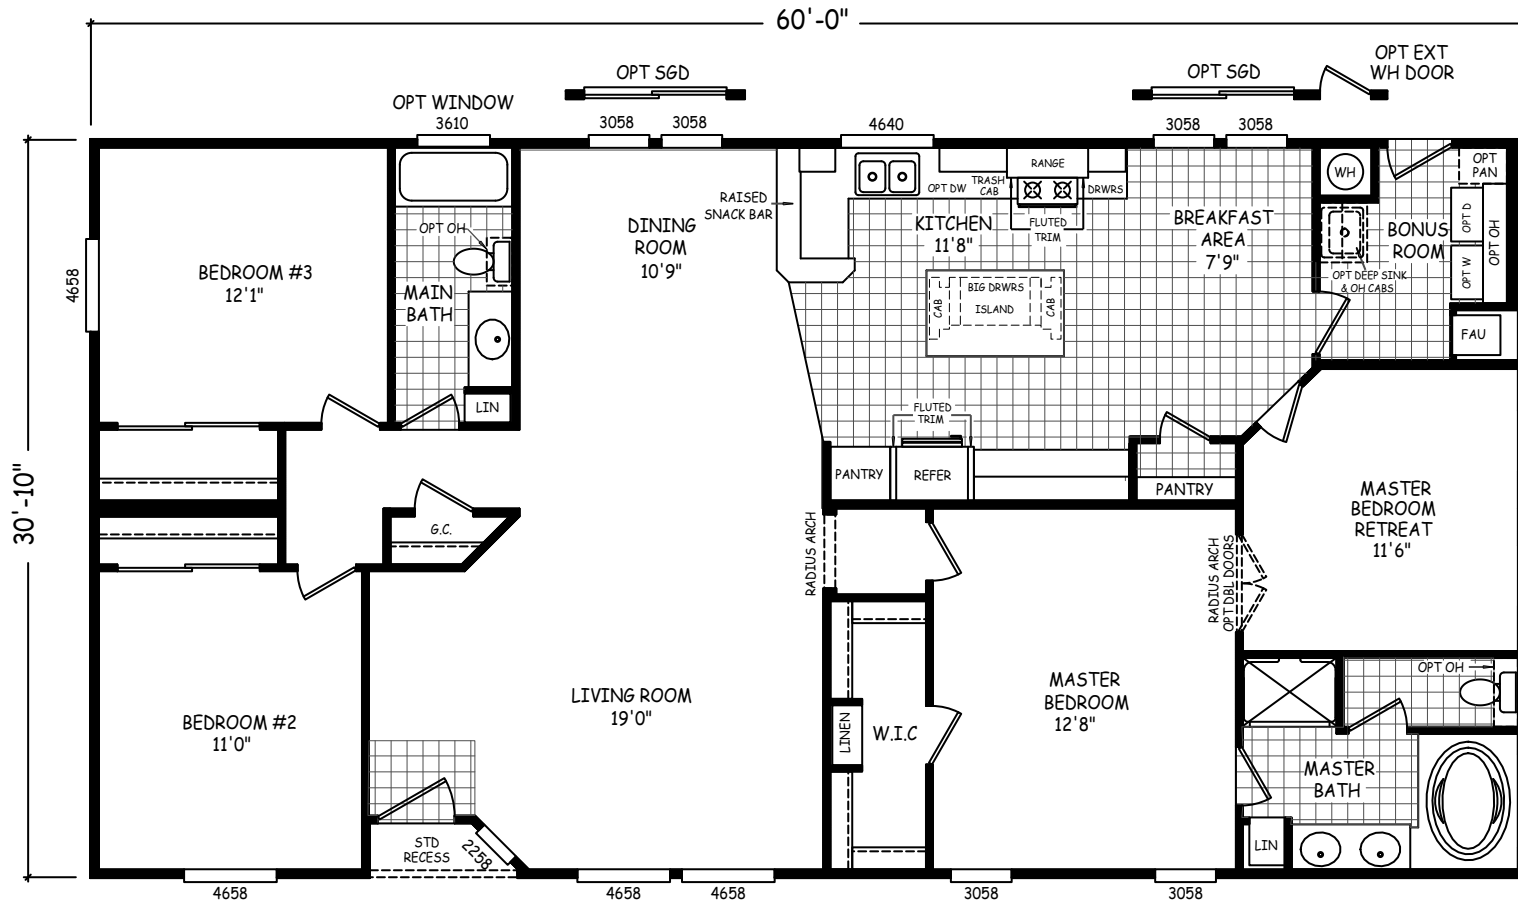 60'-0"
OPT SGD
OPT SGD
OPT EXT
WH DOOR
OPT WINDOW
3610
3058
3058
4640
3058
3058
RANGE
WH
OPT
PAN
TRASH
CAB
OPT DW
DRWRS
RAISED
SNACK BAR
FLUTED
TRIM
DINING
ROOM
10'9"
KITCHEN
11'8"
BREAKFAST
AREA
7'9"
BONUS
ROOM
OPT D
OPT OH
OPT W
OPT DEEP SINK
& OH CABS
OPT OH
BEDROOM #3
12'1"
4658
MAIN
BATH
BIG DRWRS
CAB
ISLAND
CAB
FAU
LIN
FLUTED
TRIM
PANTRY
REFER
PANTRY
30'-10"
G.C.
MASTER
BEDROOM
RETREAT
11'6"
RADIUS ARCH
RADIUS ARCH
OPT DBL DOORS
OPT OH
LIVING ROOM
19'0"
MASTER
BEDROOM
12'8"
BEDROOM #2
11'0"
LINEN
W.I.C
MASTER
BATH
STD
RECESS
2258
LIN
4658
4658
4658
3058
3058